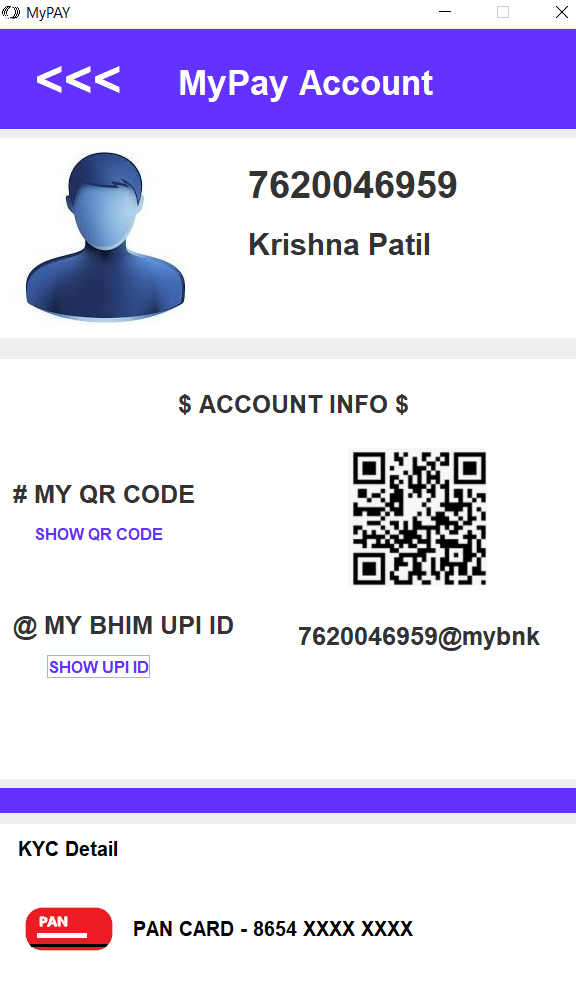 MyPAY
<<< MyPay Account
7620046959
Krishna Patil
$ ACCOUNT INFO $
# MY QR CODE
SHOW QR CODE
@ MY BHIM UPI ID
7620046959@mybnk
SHOW UPI ID
KYC Detail
PAN
PAN CARD - 8654 XXXX XXXX